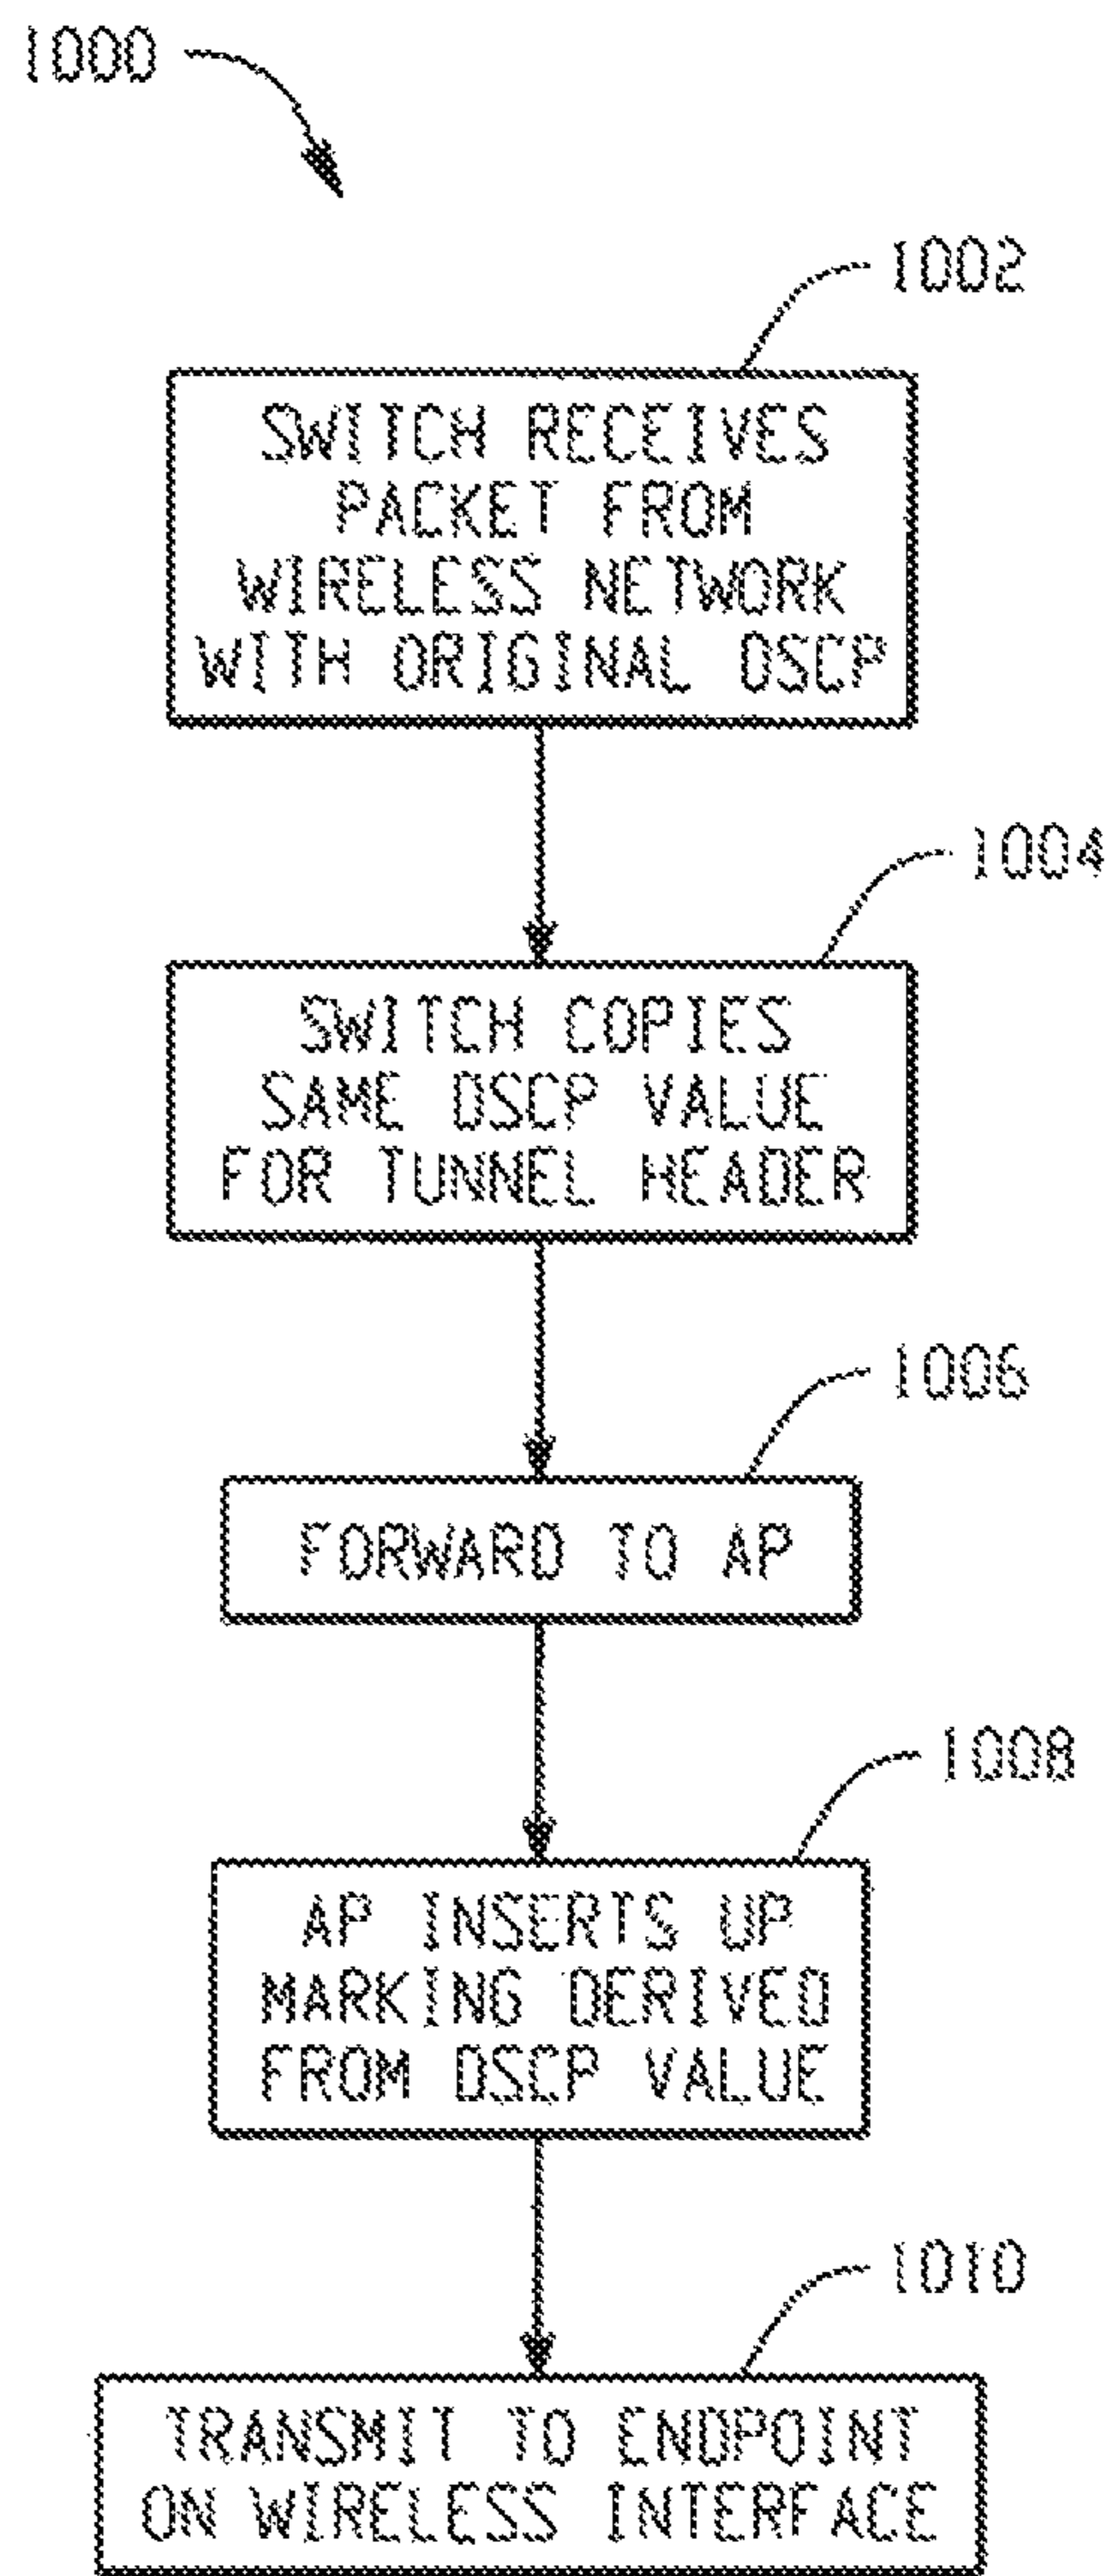 1000
1002
SWITCH RECEIVES
PACKET FROM
WIRELESS NETWORK
WITH ORIGINAL DSCP
1004
SWITCH COPIES
SAME DSCP VALUE
FOR TUNNEL HEADER
1006
FORWARD TO AP
1008
AP INSERTS UP
MARKING DERIVED
FROM DSCP VALUE
1010
TRANSMIT TO ENDPOINT
ON WIRELESS INTERFACE